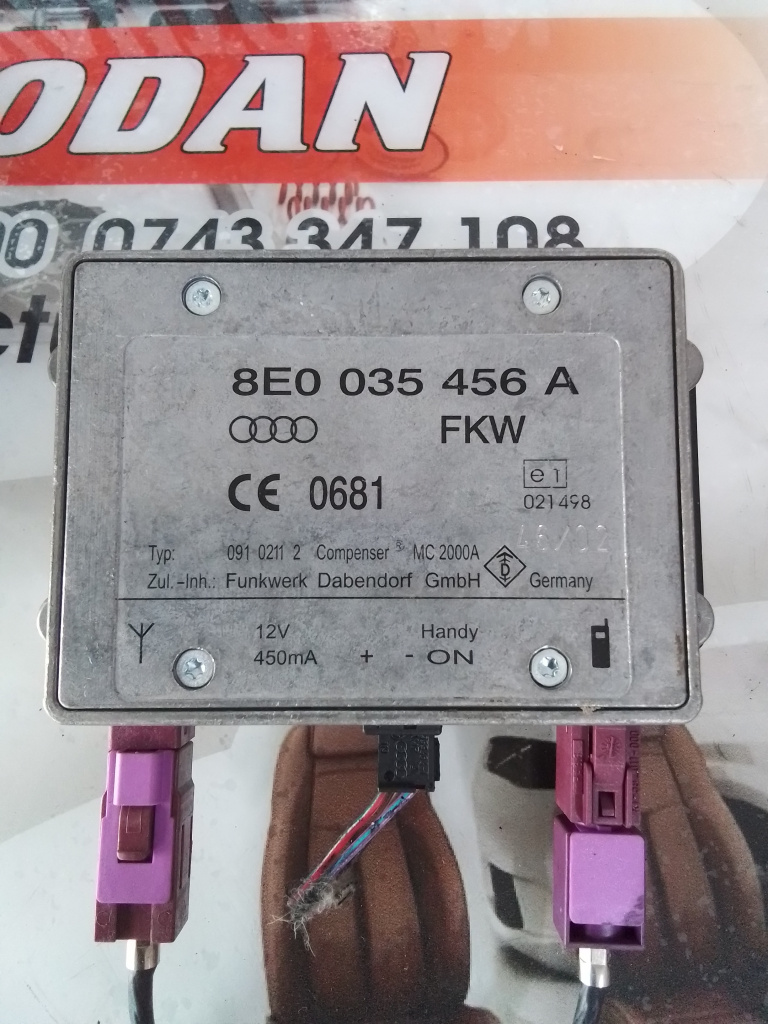 ODAN
00 0743 347 108
8E0 035 456 A
FKW
CE 0681
e1
021498
46/02
Typ: 091 0211 2 Compenser ® MC 2000A
Zul.-Inh.: Funkwerk Dabendorf GmbH Germany
12V Handy
450mA + - ON